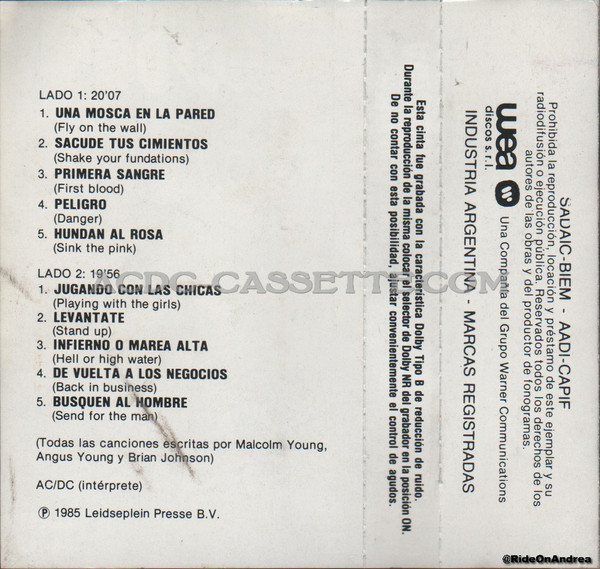 LADO 1: 20'07
1. UNA MOSCA EN LA PARED
(Fly on the wall)
2. SACUDE TUS CIMIENTOS
(Shake your fundations)
3. PRIMERA SANGRE
(First blood)
4. PELIGRO
(Danger)
5. HUNDAN AL ROSA
(Sink the pink)
LADO 2: 19'56
1. JUGANDO CON LAS CHICAS
(Playing with the girls)
2. LEVANTATE
(Stand up)
3. INFIERNO O MAREA ALTA
(Hell or high water)
4. DE VUELTA A LOS NEGOCIOS
(Back in business)
5. BUSQUEN AL HOMBRE
(Send for the man)
(Todas las canciones escritas por Malcolm Young,
Angus Young y Brian Johnson)
AC/DC (intérprete)
℗ 1985 Leidseplein Presse B.V.
Esta cinta fue grabada con la característica Dolby Tipo B de reducción de ruido.
Durante la reproducción de la misma colocar el selector de Dolby NR del grabador en la posición ON.
De no contar con esta posibilidad, ajustar convenientemente el control de agudos.
SADAIC-BIEM - AADI-CAPIF
Prohibida la reproducción, locación y préstamo de este ejemplar y su
radiodifusión o ejecución pública. Reservados todos los derechos de los
autores de las obras y del productor de fonogramas.
wea
discos s.r.l.
Una Compañía del Grupo Warner Communications
INDUSTRIA ARGENTINA - MARCAS REGISTRADAS
ACDC-CASSETTE.COM
@RideOnAndrea